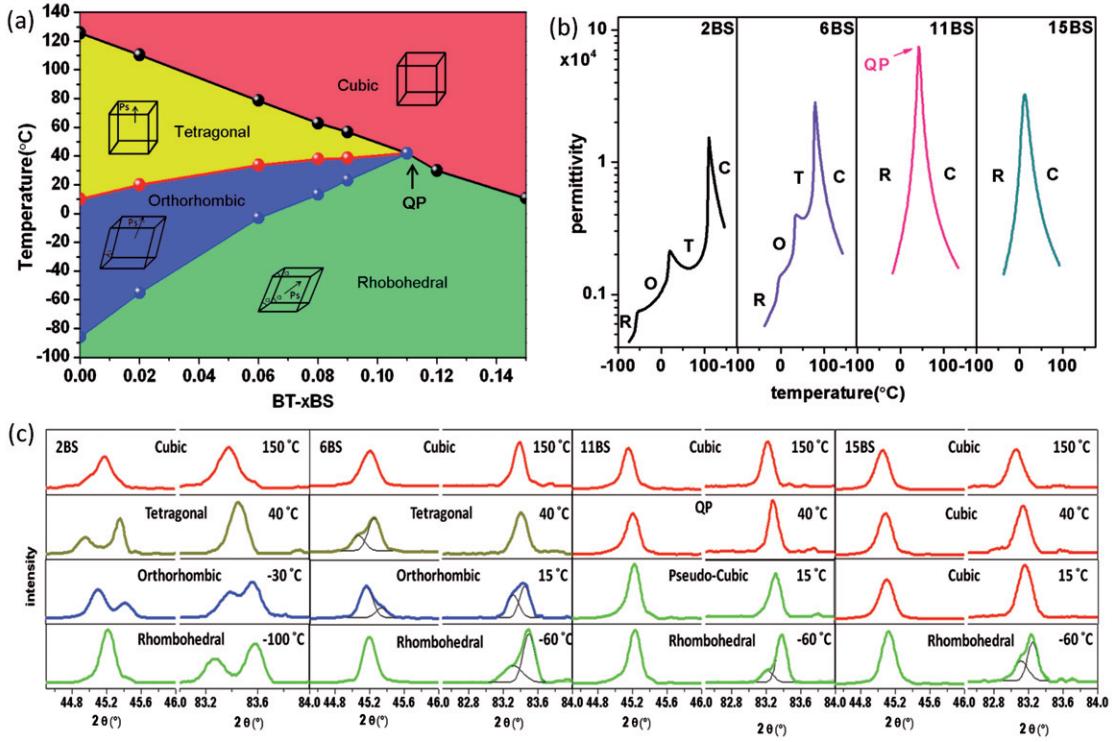 (a)
140
120
100
80
60
40
20
0
-20
-40
-60
-80
-100
Temperature(°C)
0.00 0.02 0.04 0.06 0.08 0.10 0.12 0.14
BT-xBS
Cubic
Ps
Tetragonal
Orthorhombic
Ps
QP
Rhobohedral
Ps
(b)
2BS 6BS 11BS 15BS
x10⁴
10
1
0.1
permittivity
R O T C
R O T C
QP
R C
R C
-100 0 100 -100 0 100 -100 0 100 -100 0 100
temperature(°C)
(c)
intensity
2BS Cubic 150°C
Tetragonal 40°C
Orthorhombic -30°C
Rhombohedral -100°C
6BS Cubic 150°C
Tetragonal 40°C
Orthorhombic 15°C
Rhombohedral -60°C
11BS Cubic 150°C
QP 40°C
Pseudo-Cubic 15°C
Rhombohedral -60°C
15BS Cubic 150°C
Cubic 40°C
Cubic 15°C
Rhombohedral -60°C
44.8 45.6 46.0 83.2 83.6 84.0 44.8 45.2 45.6 46.0 83.2 83.6 84.0 44.8 45.2 45.6 46.0 83.2 83.6 84.0 44.8 45.2 45.6 46.0 82.8 83.2 83.6 84.0
2θ(°) 2θ(°) 2θ(°) 2θ(°) 2θ(°) 2θ(°) 2θ(°) 2θ(°)